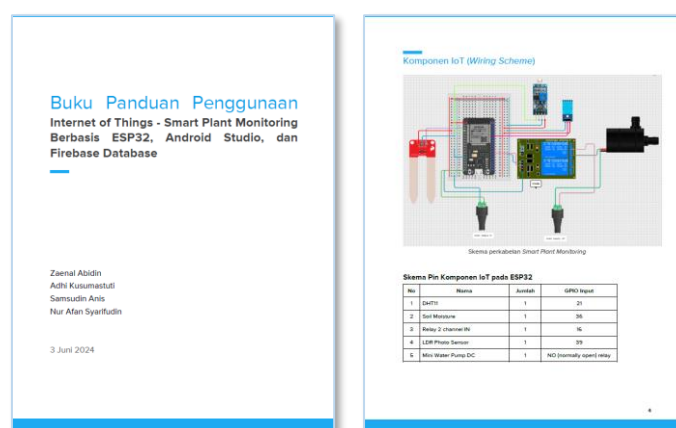 Buku Panduan Penggunaan
Internet of Things - Smart Plant Monitoring
Berbasis ESP32, Android Studio, dan
Firebase Database
Zaenal Abidin
Adhi Kusumastuti
Samsudin Anis
Nur Afan Syarifudin
3 Juni 2024
Komponen IoT (Wiring Scheme)
Skema perkabelan Smart Plant Monitoring
Skema Pin Komponen IoT pada ESP32
No Nama Jumlah GPIO Input
1 DHT11 1 21
2 Soil Moisture 1 36
3 Relay 2 channel IN 1 16
4 LDR Photo Sensor 1 39
5 Mini Water Pump DC 1 NO (normally open) relay